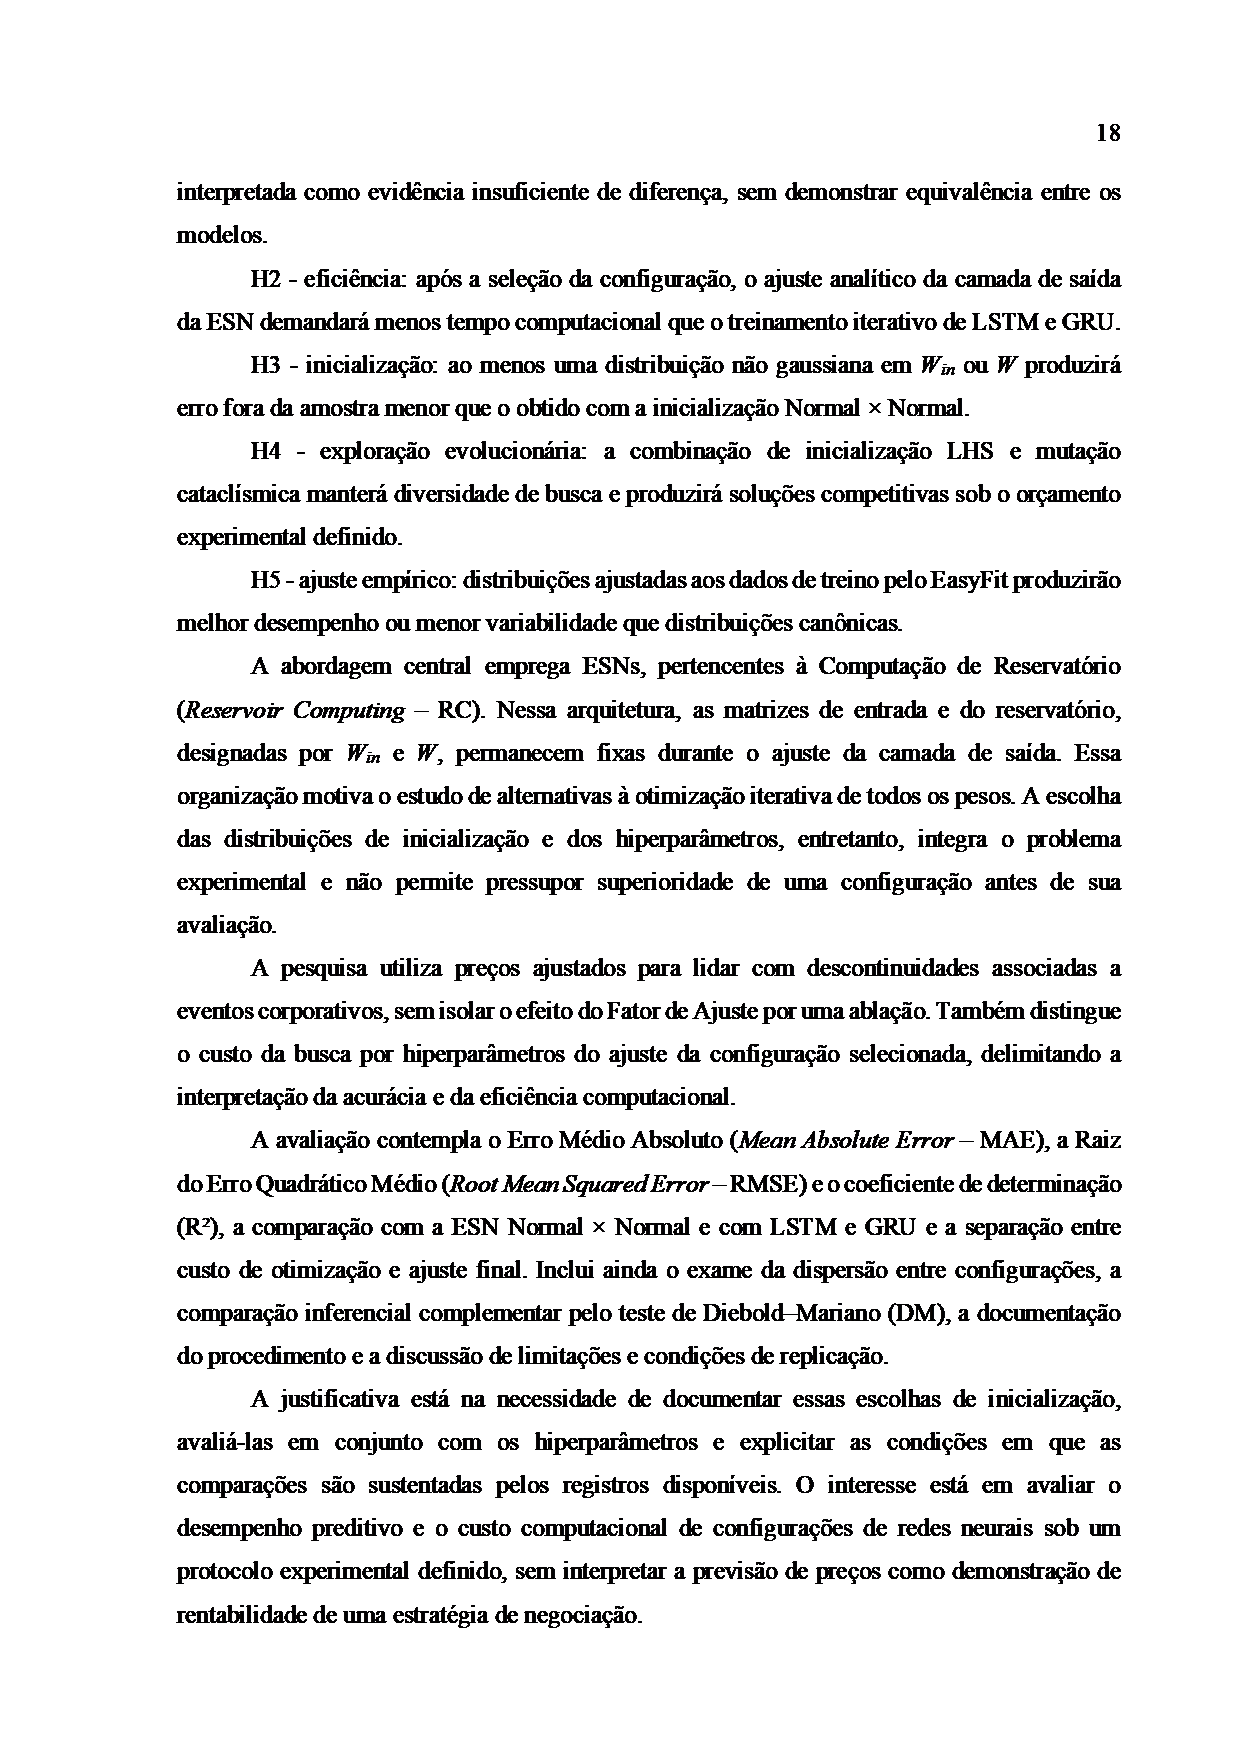 18
interpretada como evidência insuficiente de diferença, sem demonstrar equivalência entre os
modelos.
H2 - eficiência: após a seleção da configuração, o ajuste analítico da camada de saída
da ESN demandará menos tempo computacional que o treinamento iterativo de LSTM e GRU.
H3 - inicialização: ao menos uma distribuição não gaussiana em Wᵢₙ ou W produzirá
erro fora da amostra menor que o obtido com a inicialização Normal × Normal.
H4 - exploração evolucionária: a combinação de inicialização LHS e mutação
cataclísmica manterá diversidade de busca e produzirá soluções competitivas sob o orçamento
experimental definido.
H5 - ajuste empírico: distribuições ajustadas aos dados de treino pelo EasyFit produzirão
melhor desempenho ou menor variabilidade que distribuições canônicas.
A abordagem central emprega ESNs, pertencentes à Computação de Reservatório
(Reservoir Computing – RC). Nessa arquitetura, as matrizes de entrada e do reservatório,
designadas por Wᵢₙ e W, permanecem fixas durante o ajuste da camada de saída. Essa
organização motiva o estudo de alternativas à otimização iterativa de todos os pesos. A escolha
das distribuições de inicialização e dos hiperparâmetros, entretanto, integra o problema
experimental e não permite pressupor superioridade de uma configuração antes de sua
avaliação.
A pesquisa utiliza preços ajustados para lidar com descontinuidades associadas a
eventos corporativos, sem isolar o efeito do Fator de Ajuste por uma ablação. Também distingue
o custo da busca por hiperparâmetros do ajuste da configuração selecionada, delimitando a
interpretação da acurácia e da eficiência computacional.
A avaliação contempla o Erro Médio Absoluto (Mean Absolute Error – MAE), a Raiz
do Erro Quadrático Médio (Root Mean Squared Error – RMSE) e o coeficiente de determinação
(R²), a comparação com a ESN Normal × Normal e com LSTM e GRU e a separação entre
custo de otimização e ajuste final. Inclui ainda o exame da dispersão entre configurações, a
comparação inferencial complementar pelo teste de Diebold–Mariano (DM), a documentação
do procedimento e a discussão de limitações e condições de replicação.
A justificativa está na necessidade de documentar essas escolhas de inicialização,
avaliá-las em conjunto com os hiperparâmetros e explicitar as condições em que as
comparações são sustentadas pelos registros disponíveis. O interesse está em avaliar o
desempenho preditivo e o custo computacional de configurações de redes neurais sob um
protocolo experimental definido, sem interpretar a previsão de preços como demonstração de
rentabilidade de uma estratégia de negociação.